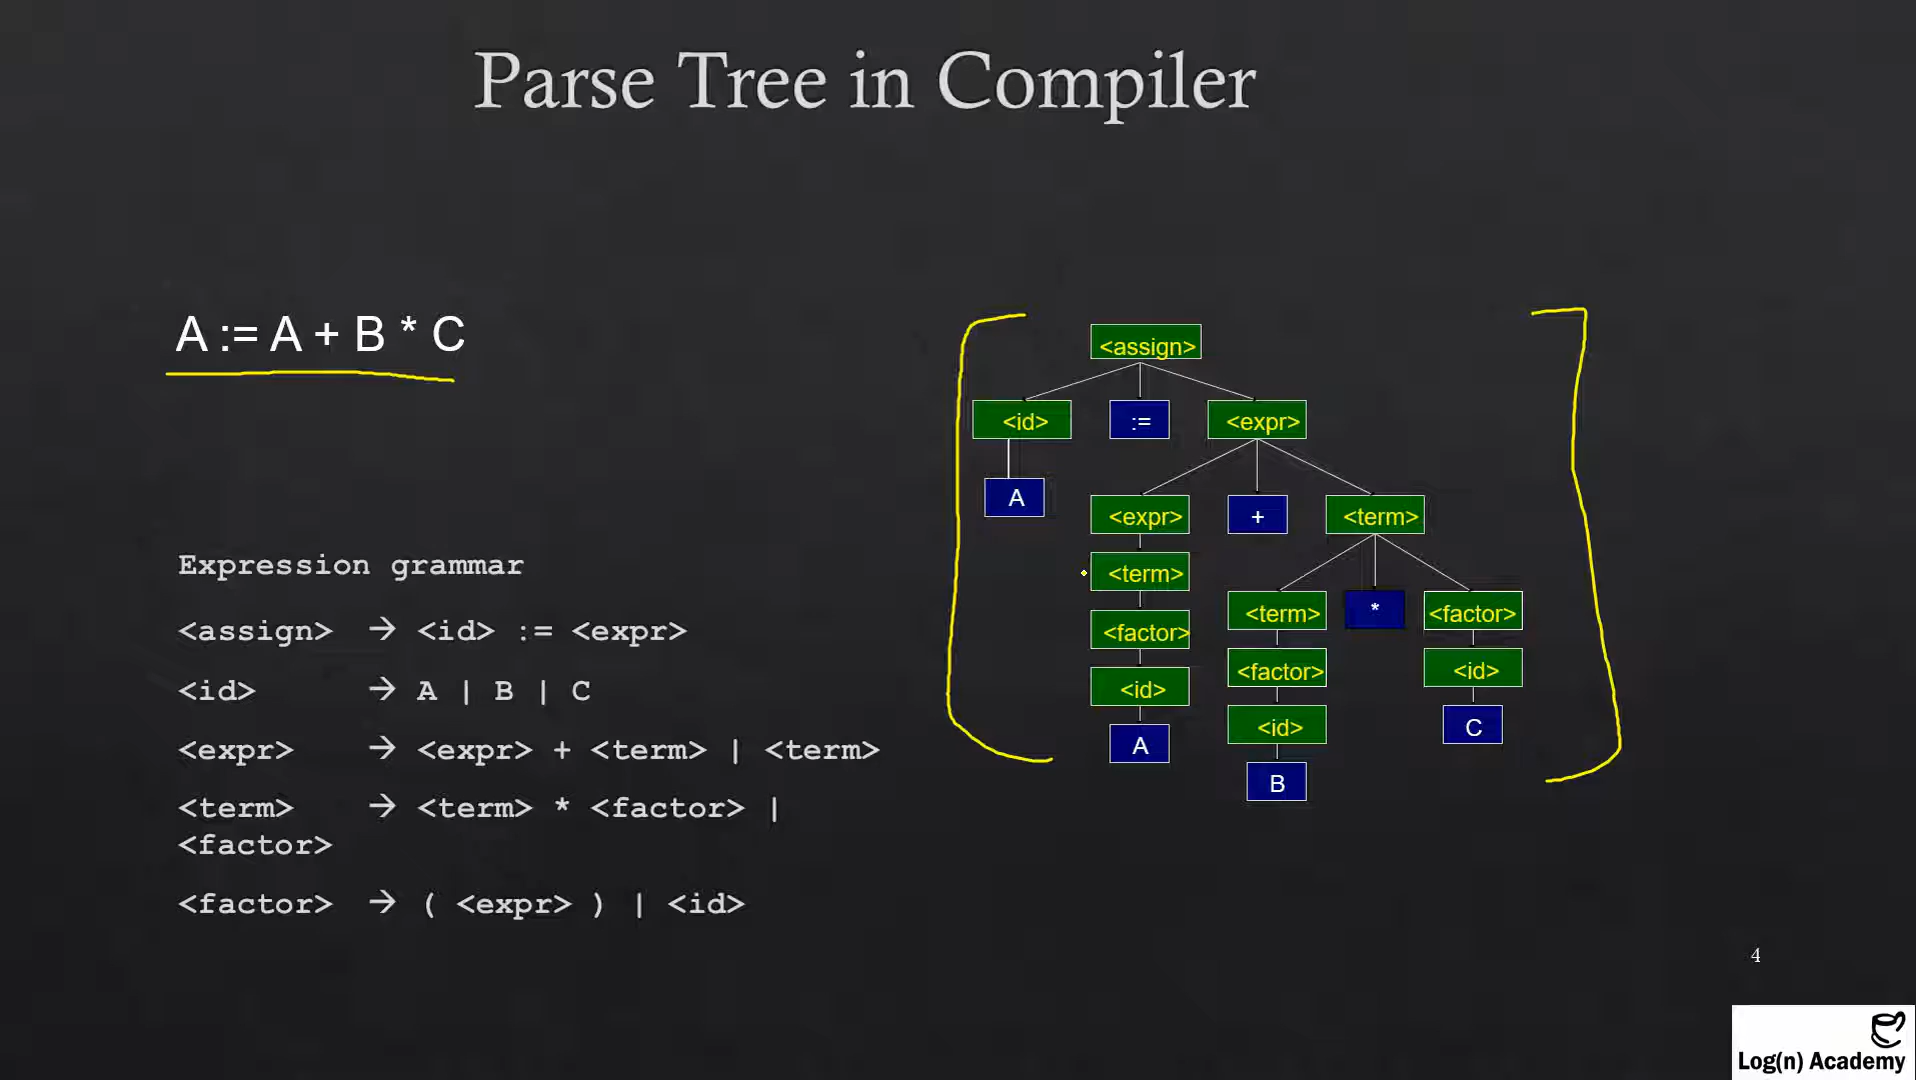 Parse Tree in Compiler
A := A + B * C
Expression grammar
<assign> → <id> := <expr>
<id> → A | B | C
<expr> → <expr> + <term> | <term>
<term> → <term> * <factor> |
<factor>
<factor> → ( <expr> ) | <id>
<assign>
<id> := <expr>
A
<expr> + <term>
<term>
<term> * <factor>
<factor>
<factor> <id>
<id>
<id> C
A
B
4
Log(n) Academy